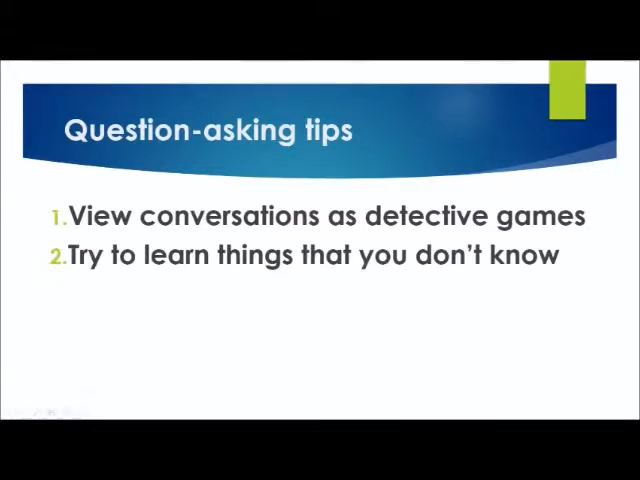 Question-asking tips
1.View conversations as detective games
2.Try to learn things that you don't know